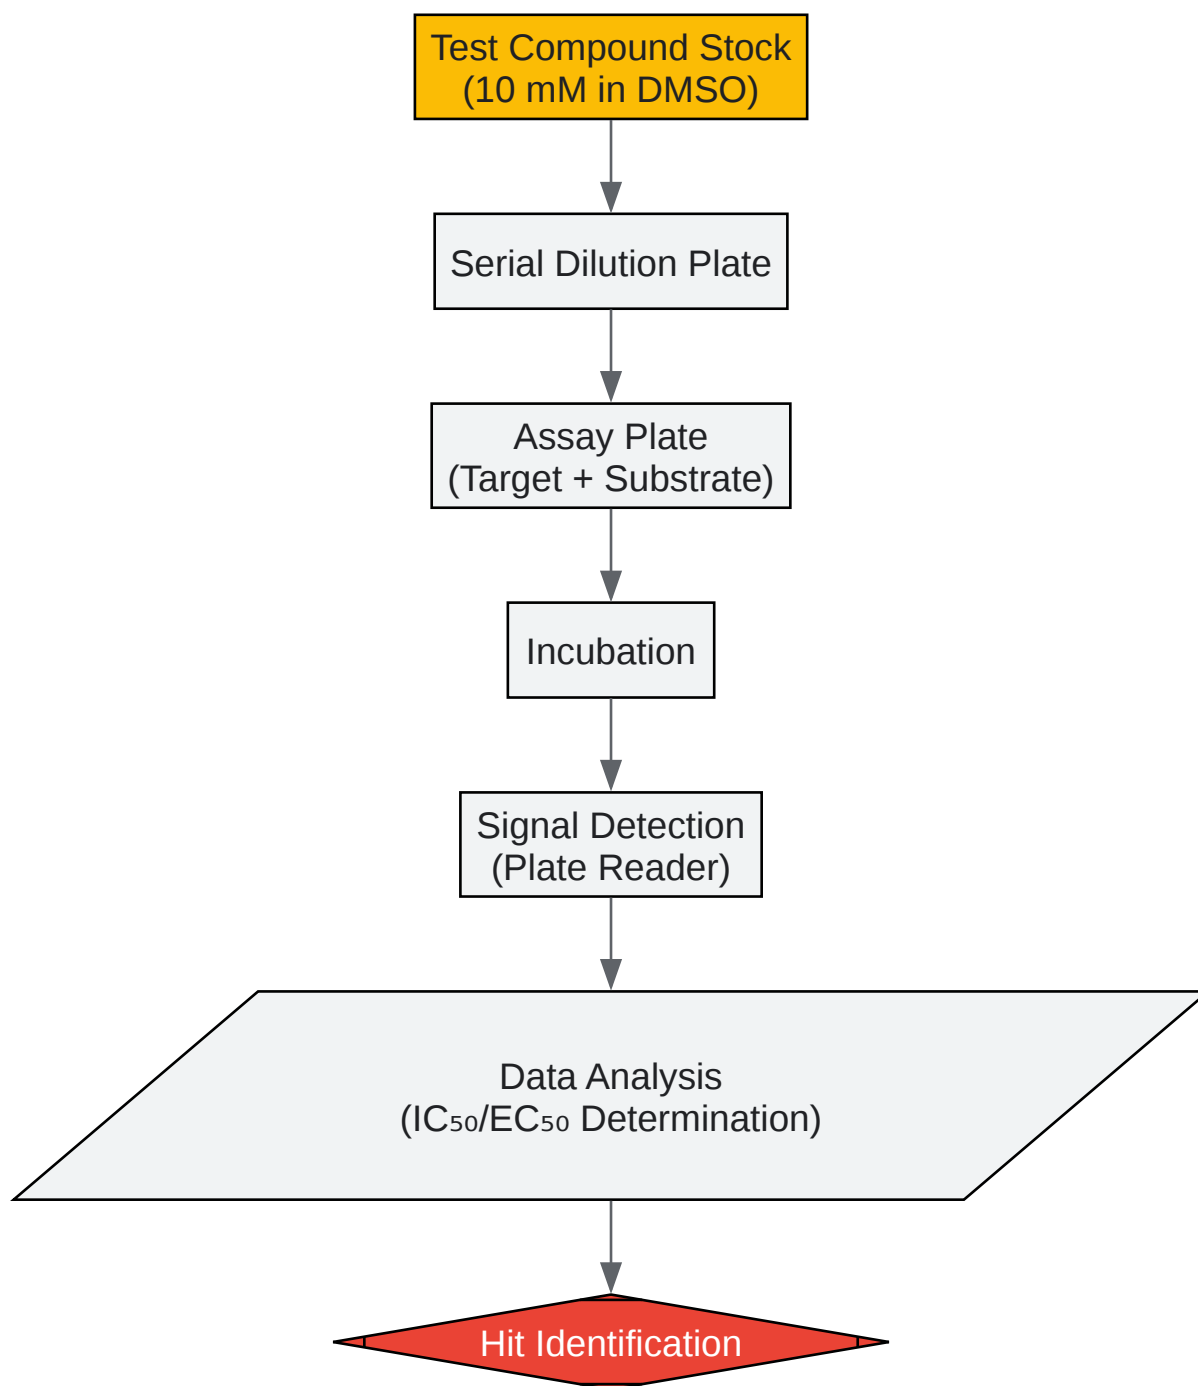 Test Compound Stock
(10 mM in DMSO)
Serial Dilution Plate
Assay Plate
(Target + Substrate)
Incubation
Signal Detection
(Plate Reader)
Data Analysis
(IC₅₀/EC₅₀ Determination)
Hit Identification